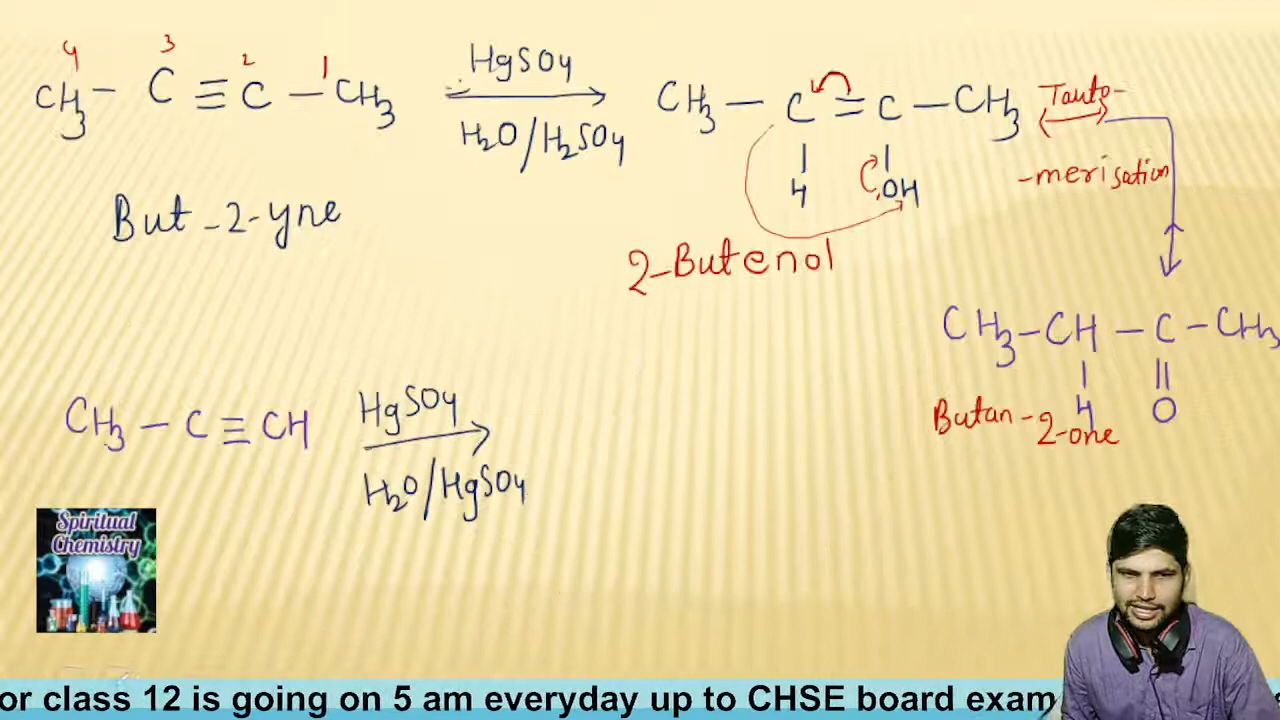 4 3 2 1
CH3 - C ≡ C - CH3
HgSO4
H2O/H2SO4
CH3 - C = C - CH3
H OH
Tauto-
-merisation
But-2-yne
2-Butenol
CH3-CH-C-CH3
H O
Butan-2-one
CH3 - C ≡ CH
HgSO4
H2O/HgSO4
Spiritual
Chemistry
or class 12 is going on 5 am everyday up to CHSE board exam